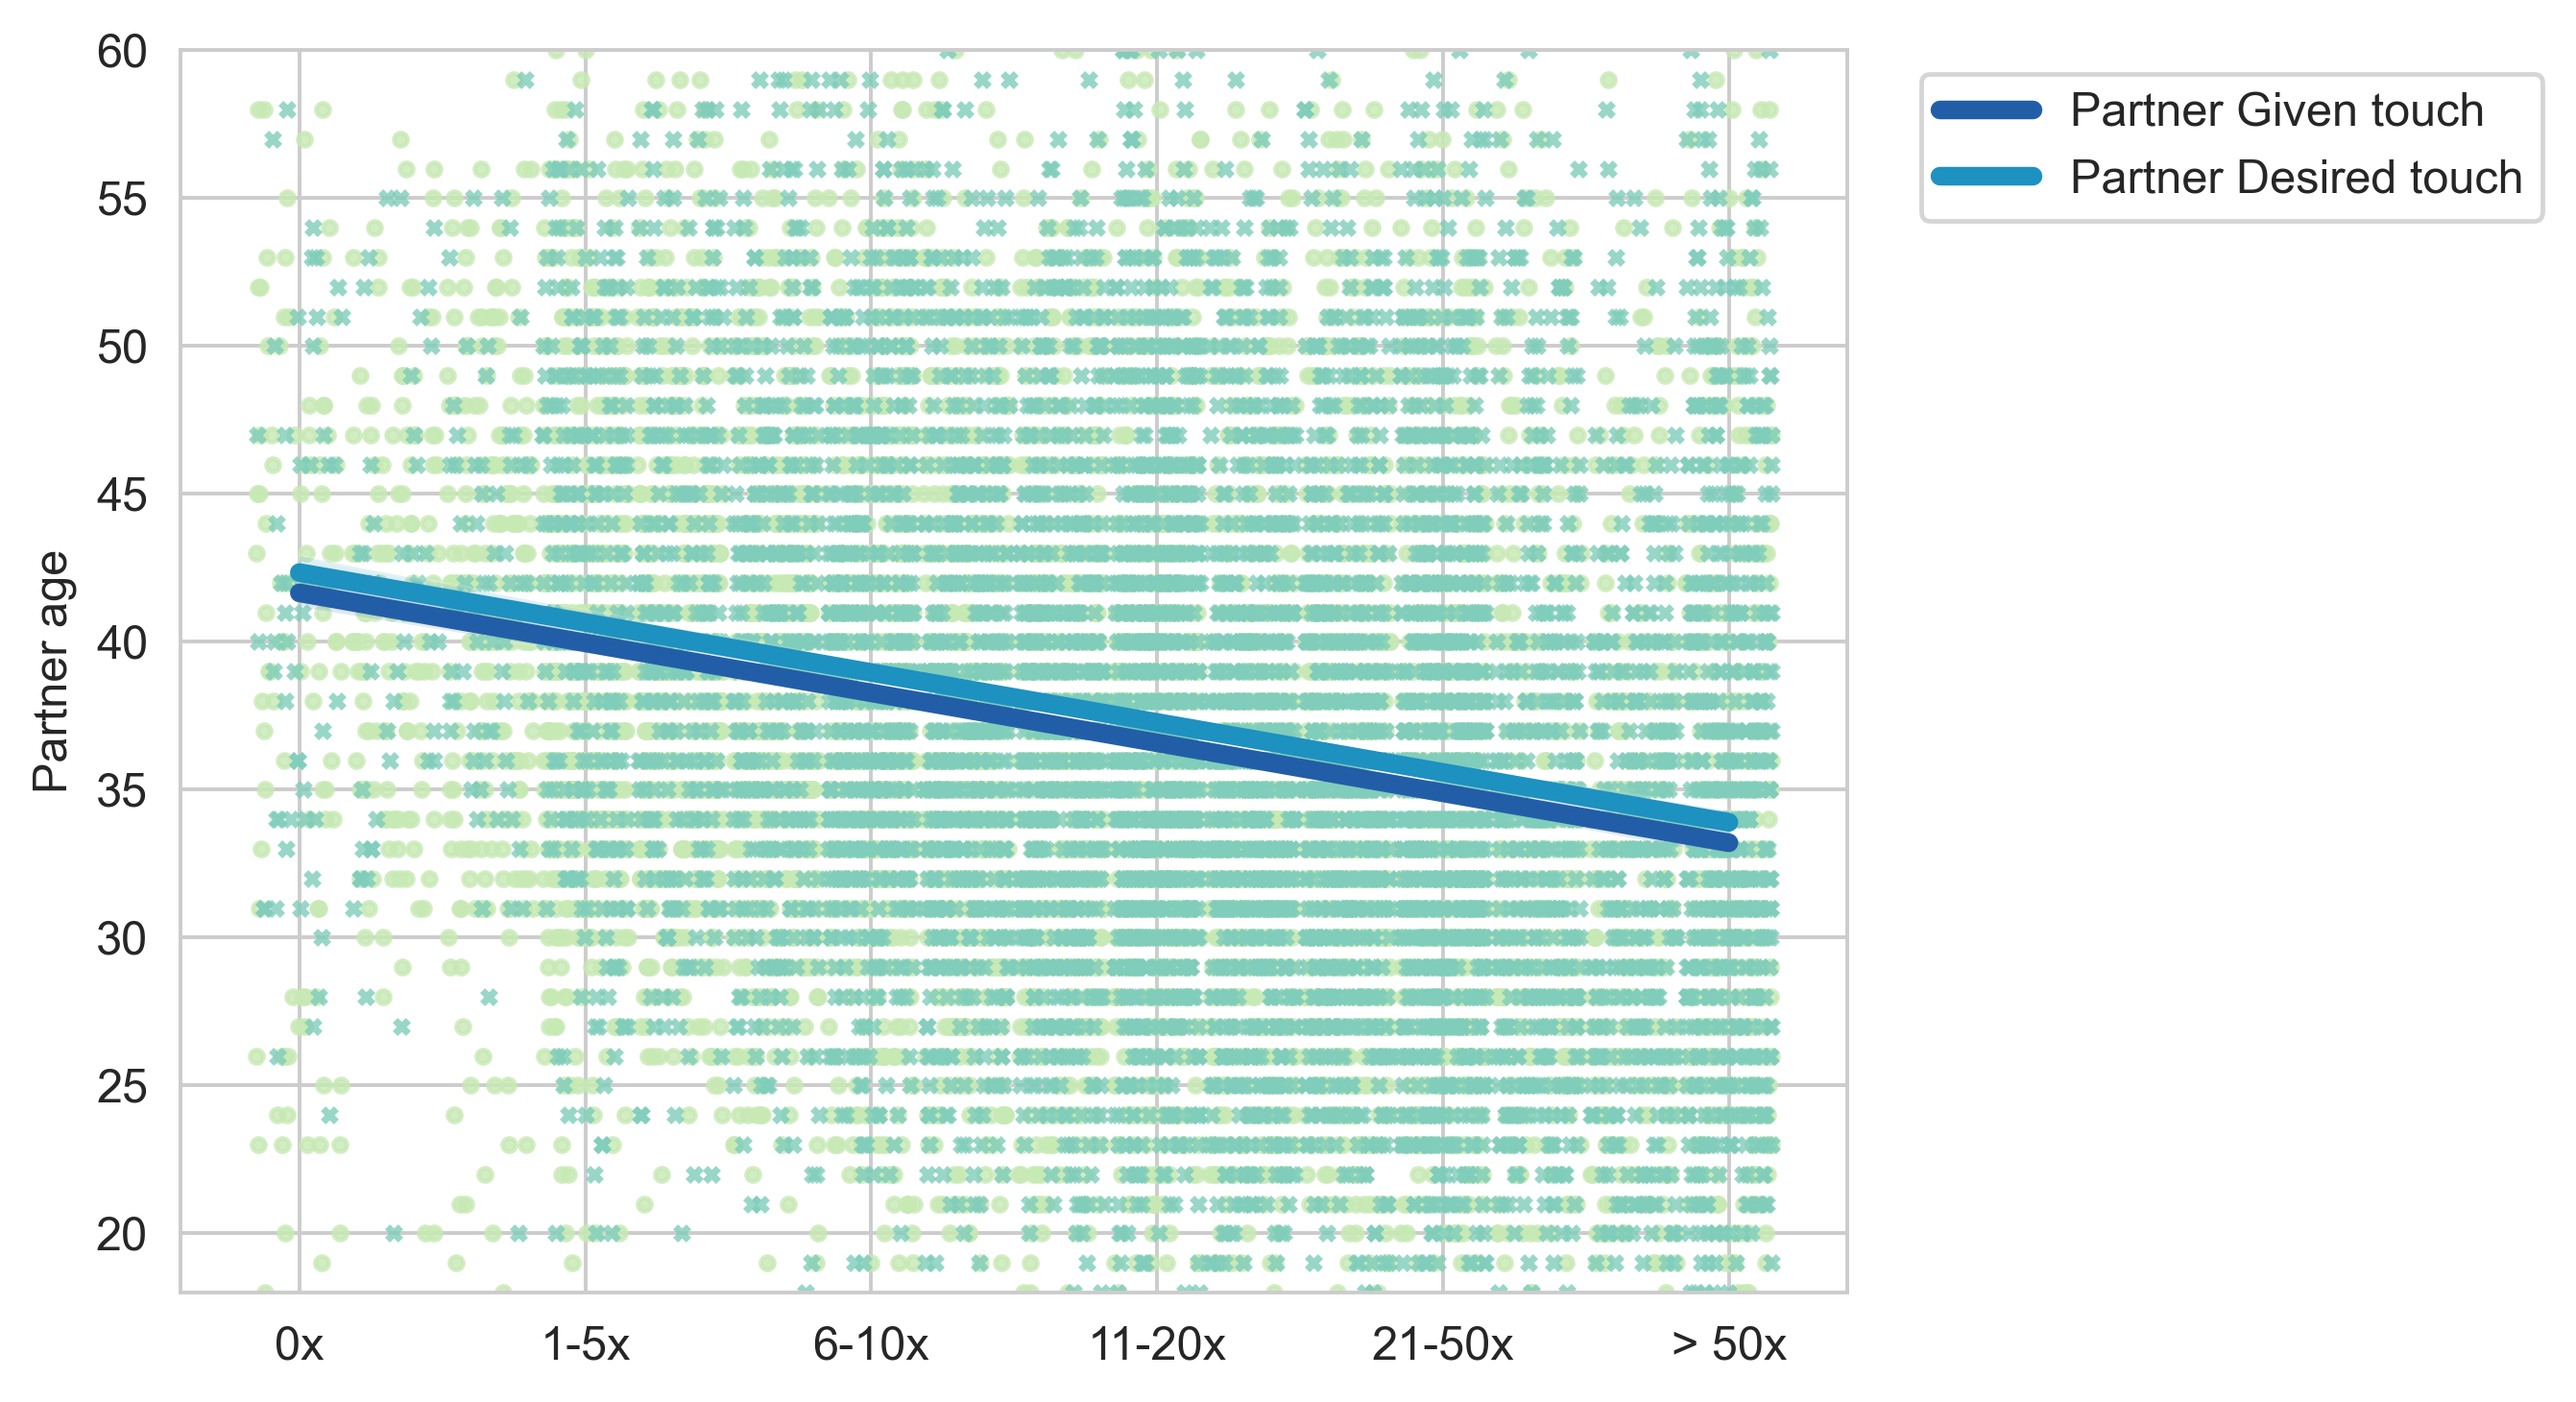 60
55
50
45
40
35
30
25
20
Partner age
0x 1-5x 6-10x 11-20x 21-50x > 50x
Partner Given touch
Partner Desired touch